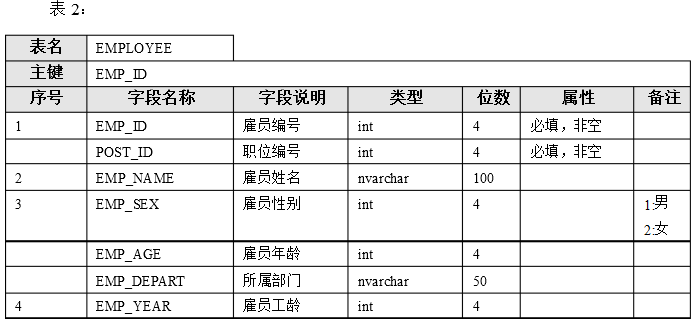 表 2：
表名 EMPLOYEE
主键 EMP_ID
序号 字段名称 字段说明 类型 位数 属性 备注
1 EMP_ID 雇员编号 int 4 必填，非空
POST_ID 职位编号 int 4 必填，非空
2 EMP_NAME 雇员姓名 nvarchar 100
3 EMP_SEX 雇员性别 int 4 1:男
2:女
EMP_AGE 雇员年龄 int 4
EMP_DEPART 所属部门 nvarchar 50
4 EMP_YEAR 雇员工龄 int 4